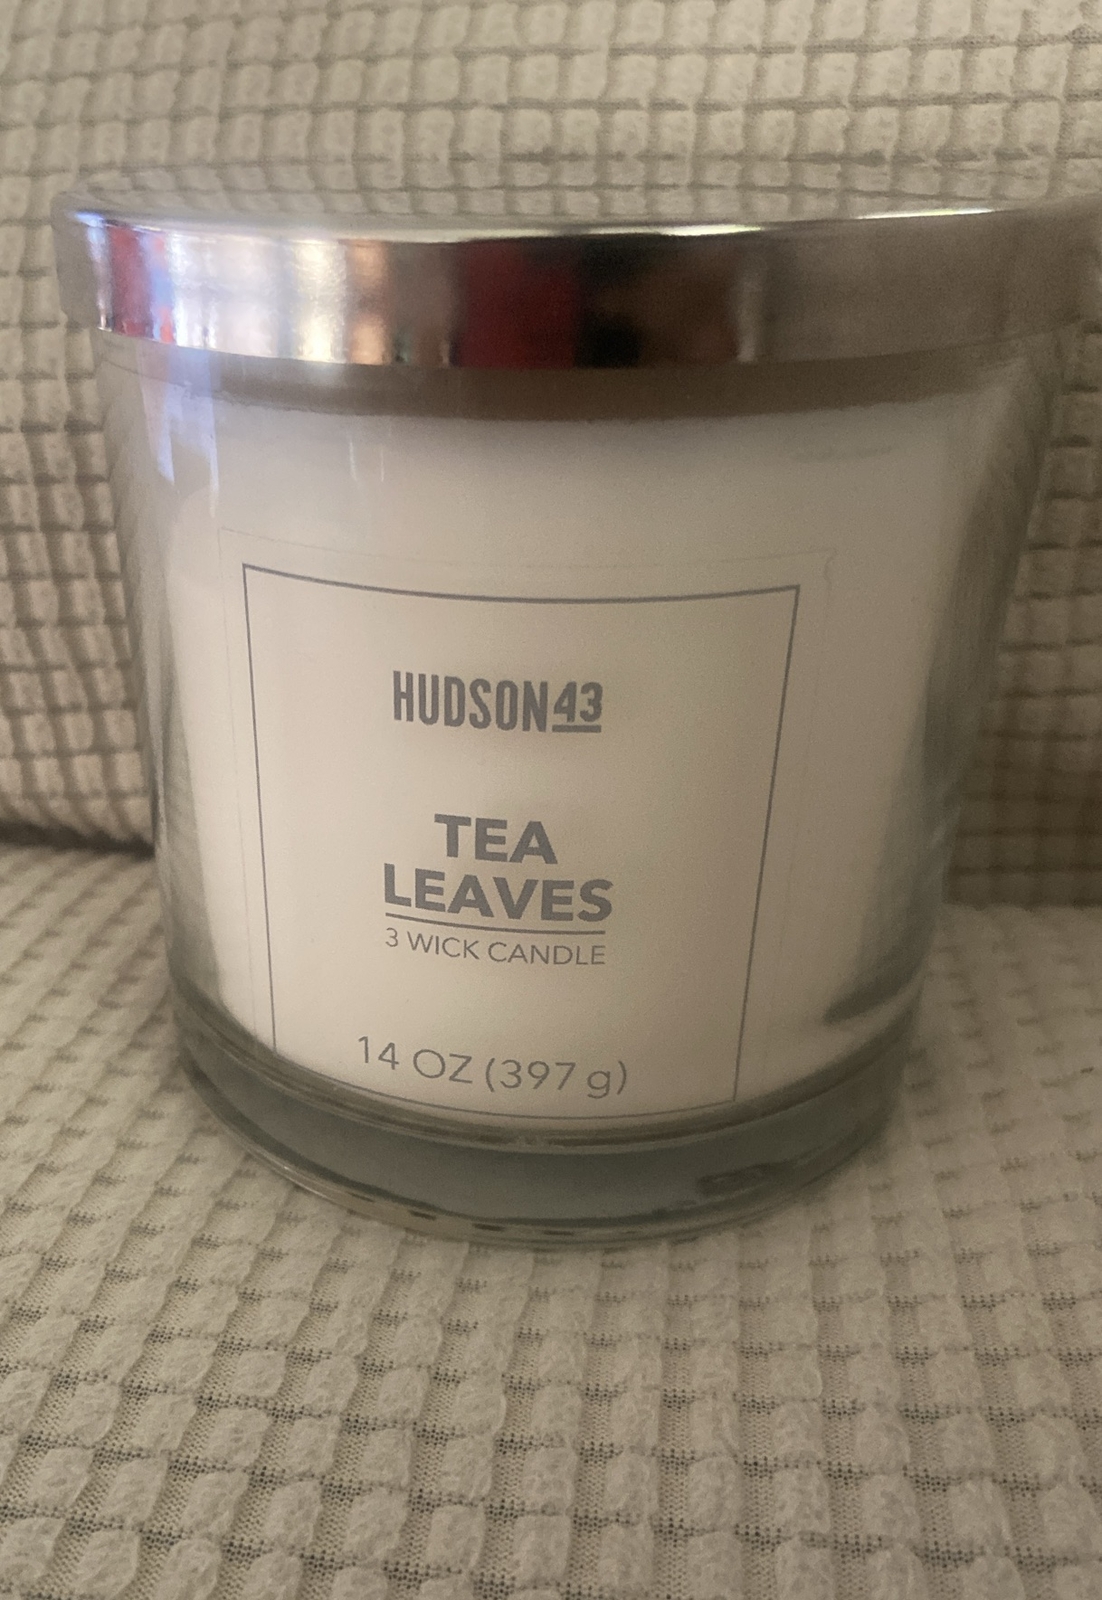 HUDSON43
TEA
LEAVES
3 WICK CANDLE
14 OZ (397 g)